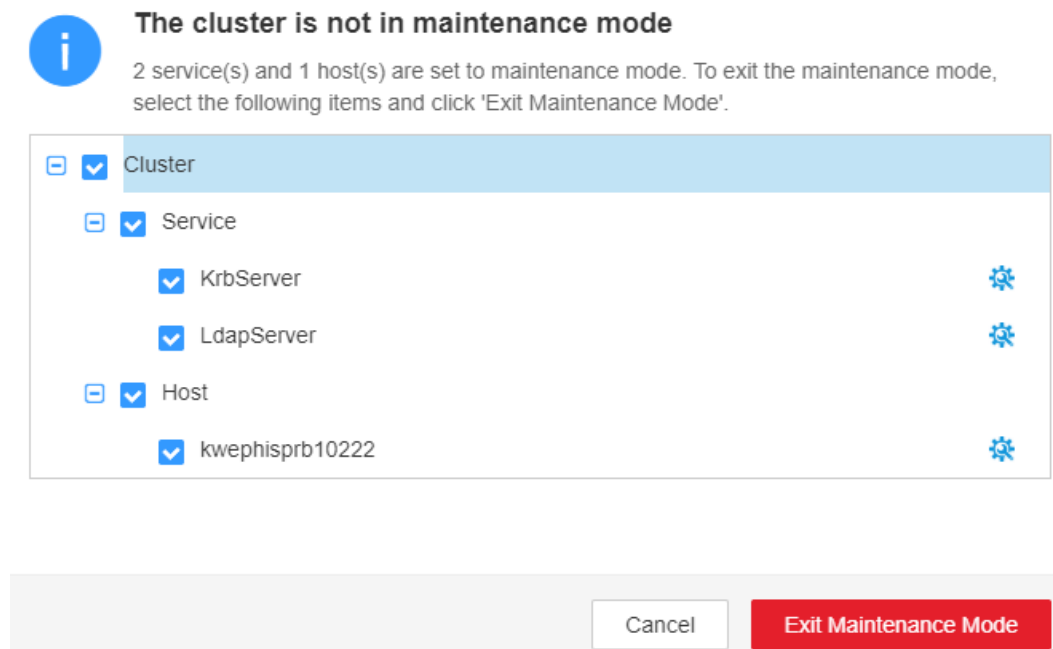 The cluster is not in maintenance mode
2 service(s) and 1 host(s) are set to maintenance mode. To exit the maintenance mode,
select the following items and click 'Exit Maintenance Mode'.
Cluster
Service
KrbServer
LdapServer
Host
kwephisprb10222
Cancel Exit Maintenance Mode